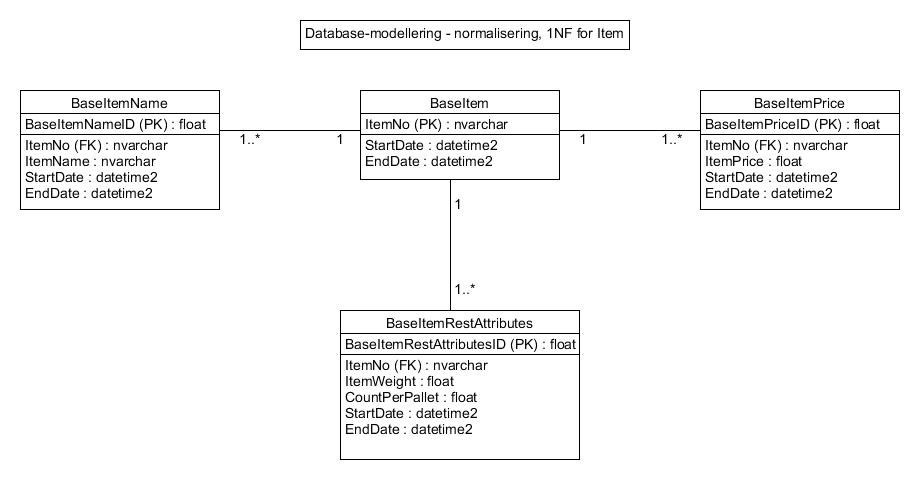 Database-modellering - normalisering, 1NF for Item
BaseItemName
BaseItemNameID (PK) : float
ItemNo (FK) : nvarchar
ItemName : nvarchar
StartDate : datetime2
EndDate : datetime2
1..*
1
BaseItem
ItemNo (PK) : nvarchar
StartDate : datetime2
EndDate : datetime2
1
1..*
BaseItemPrice
BaseItemPriceID (PK) : float
ItemNo (FK) : nvarchar
ItemPrice : float
StartDate : datetime2
EndDate : datetime2
1
1..*
BaseItemRestAttributes
BaseItemRestAttributesID (PK) : float
ItemNo (FK) : nvarchar
ItemWeight : float
CountPerPallet : float
StartDate : datetime2
EndDate : datetime2